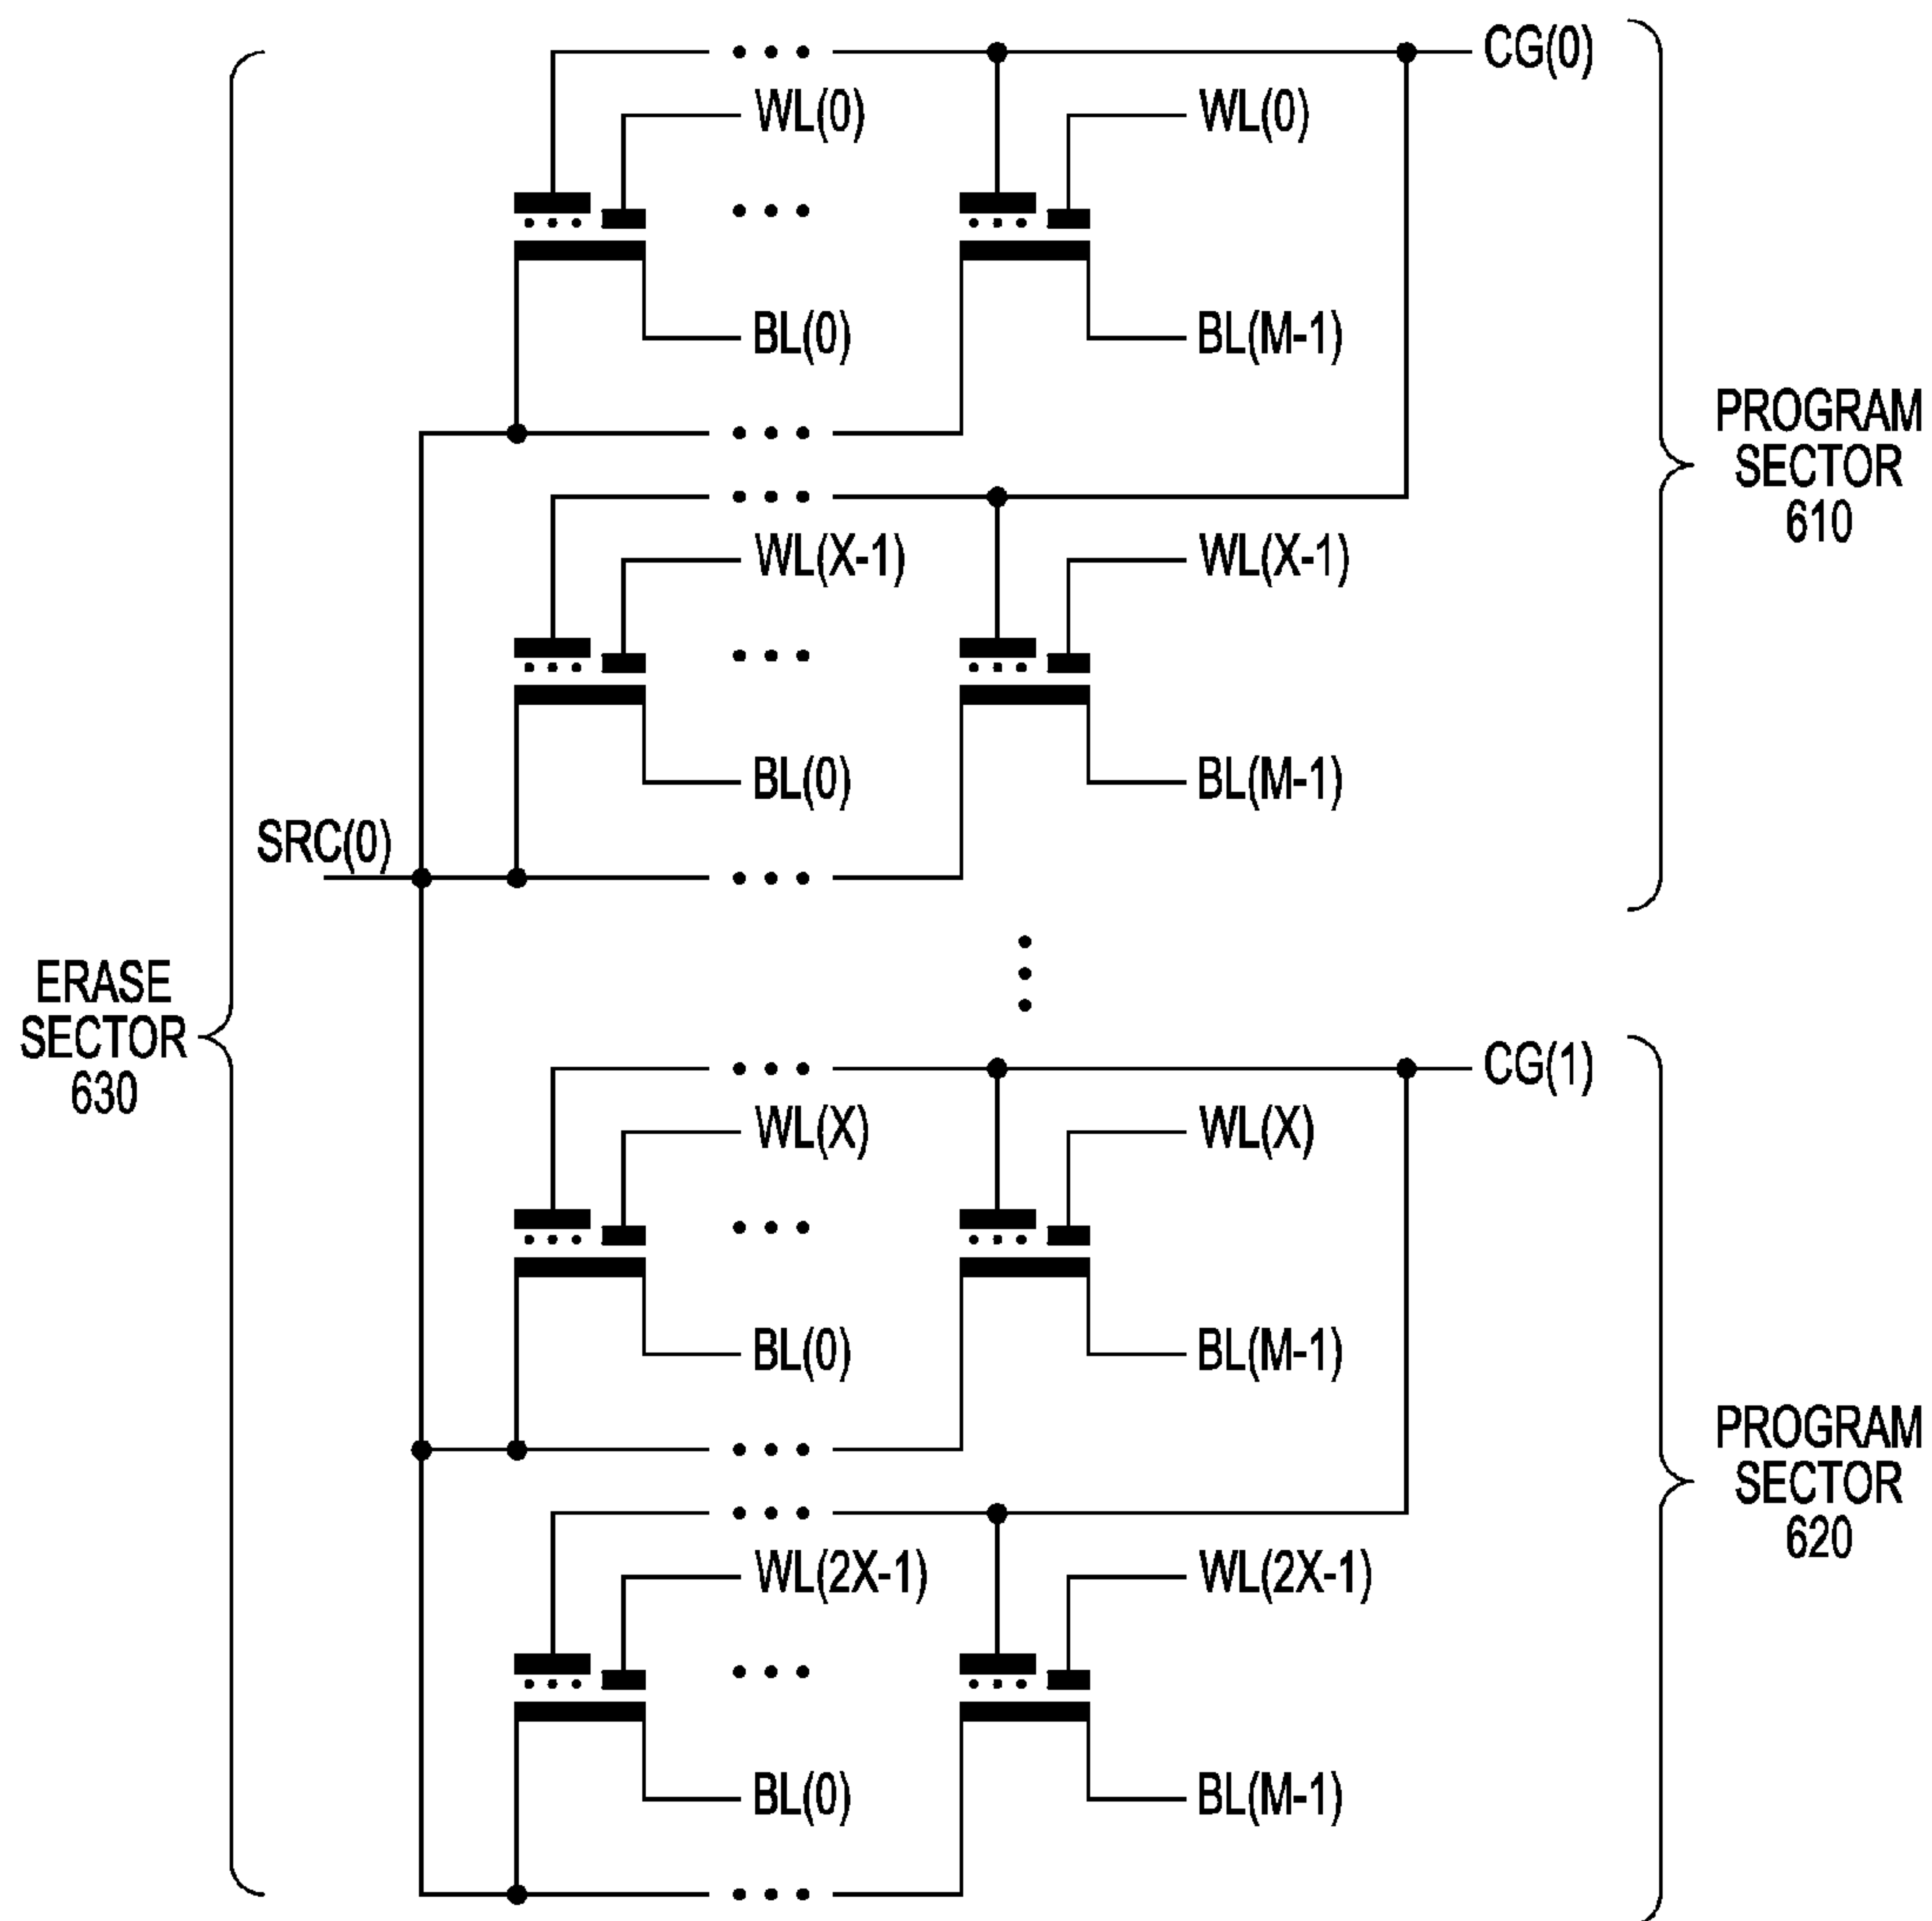 CG(0)
WL(0) WL(0)
BL(0) BL(M-1)
PROGRAM
SECTOR
610
WL(X-1) WL(X-1)
BL(0) BL(M-1)
SRC(0)
ERASE
SECTOR
630
CG(1)
WL(X) WL(X)
BL(0) BL(M-1)
PROGRAM
SECTOR
620
WL(2X-1) WL(2X-1)
BL(0) BL(M-1)